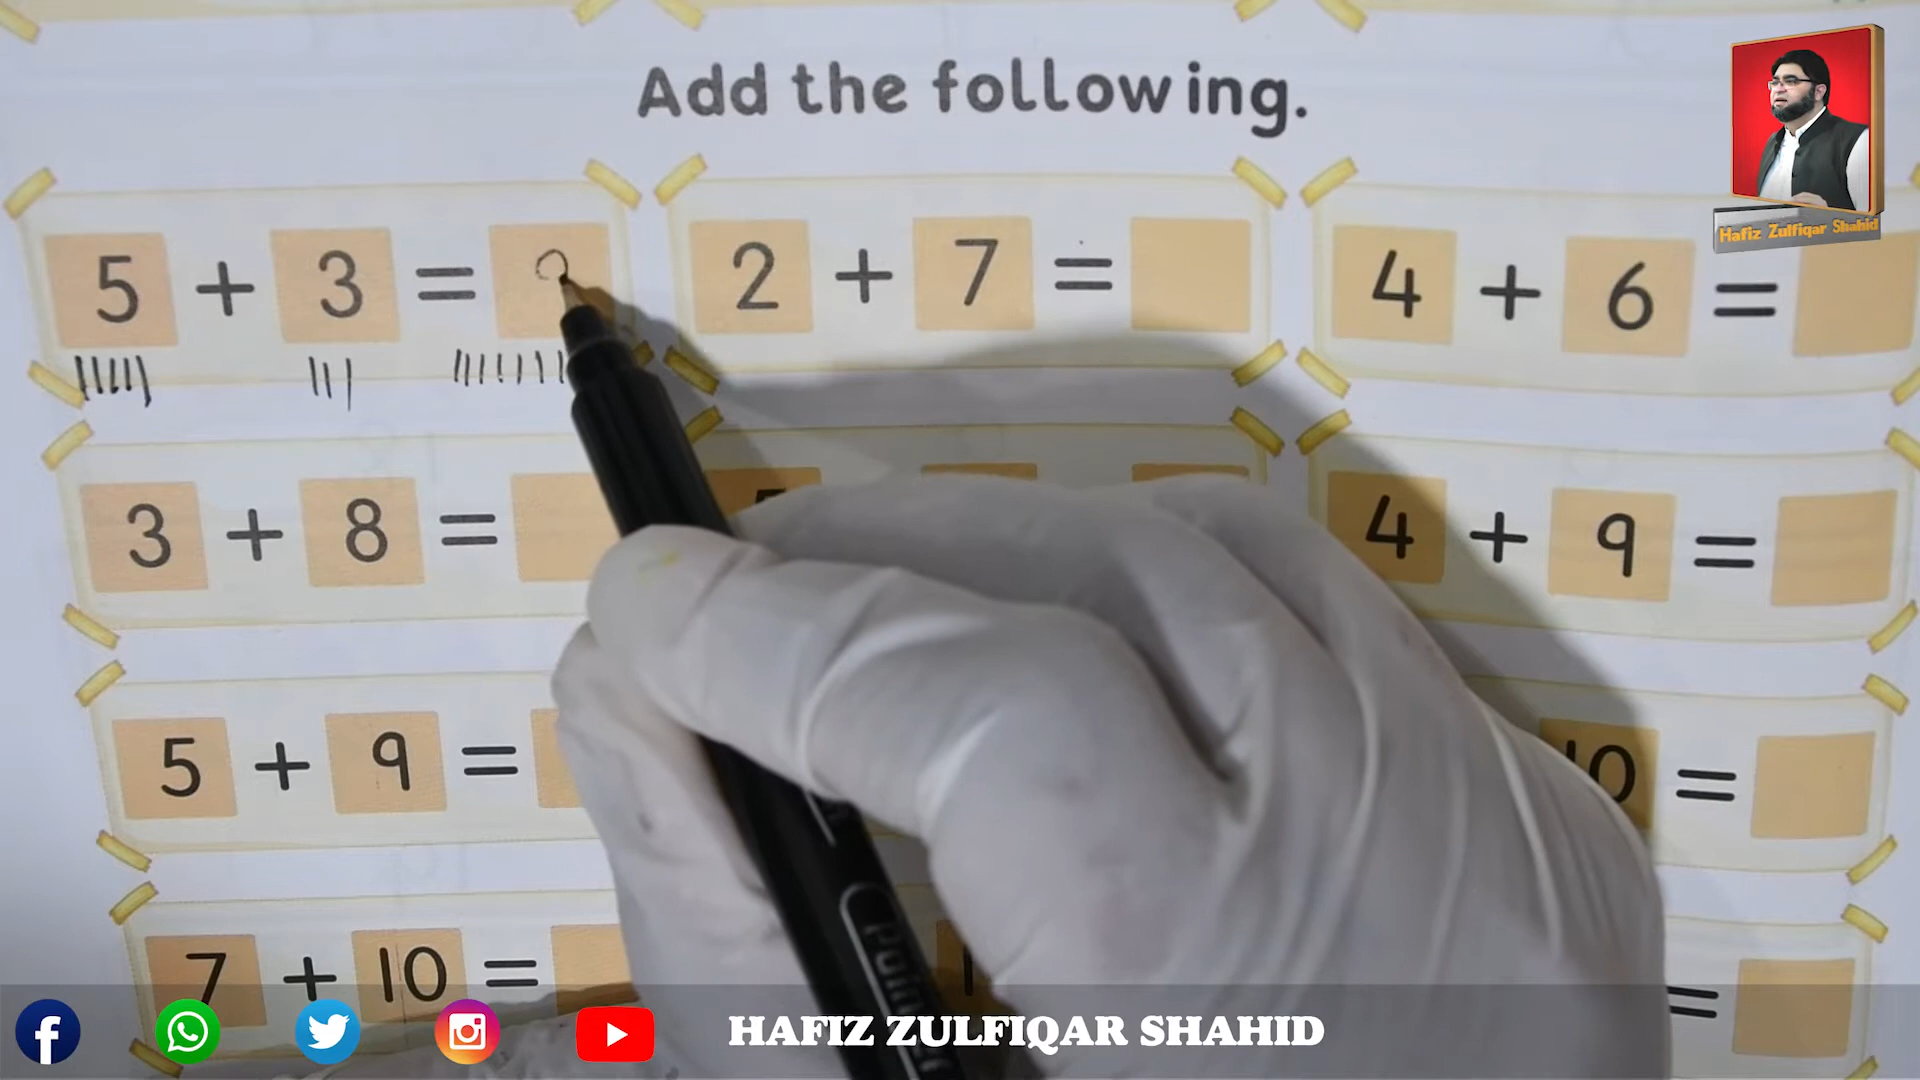 Add the following.
5 + 3 =
2 + 7 =
4 + 6 =
3 + 8 =
4 + 9 =
5 + 9 =
10 =
7 + 10 =
=
Hafiz Zulfiqar Shahid
HAFIZ ZULFIQAR SHAHID